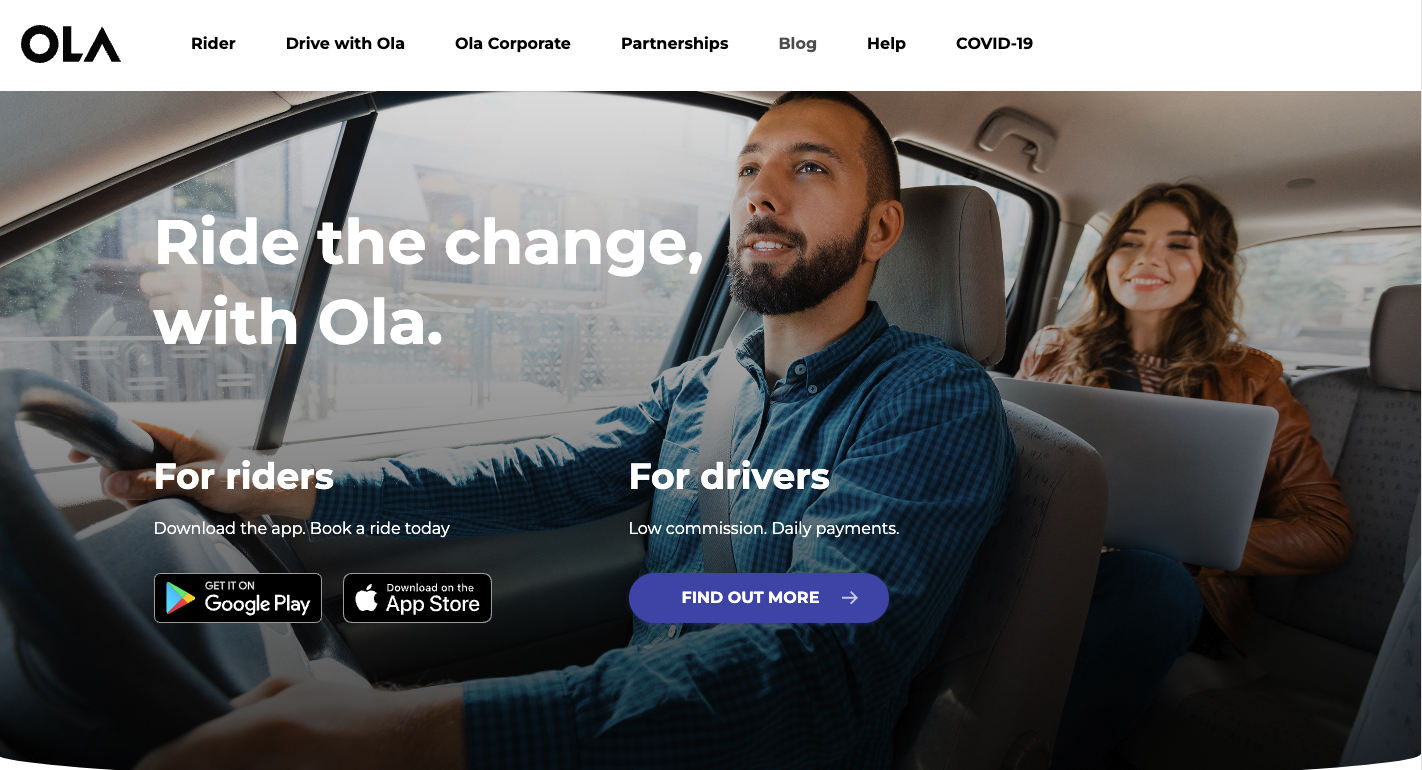 OLA
Rider
Drive with Ola
Ola Corporate
Partnerships
Blog
Help
COVID-19
Ride the change,
with Ola.
For riders
Download the app. Book a ride today
GET IT ON
Google Play
Download on the
App Store
For drivers
Low commission. Daily payments.
FIND OUT MORE →